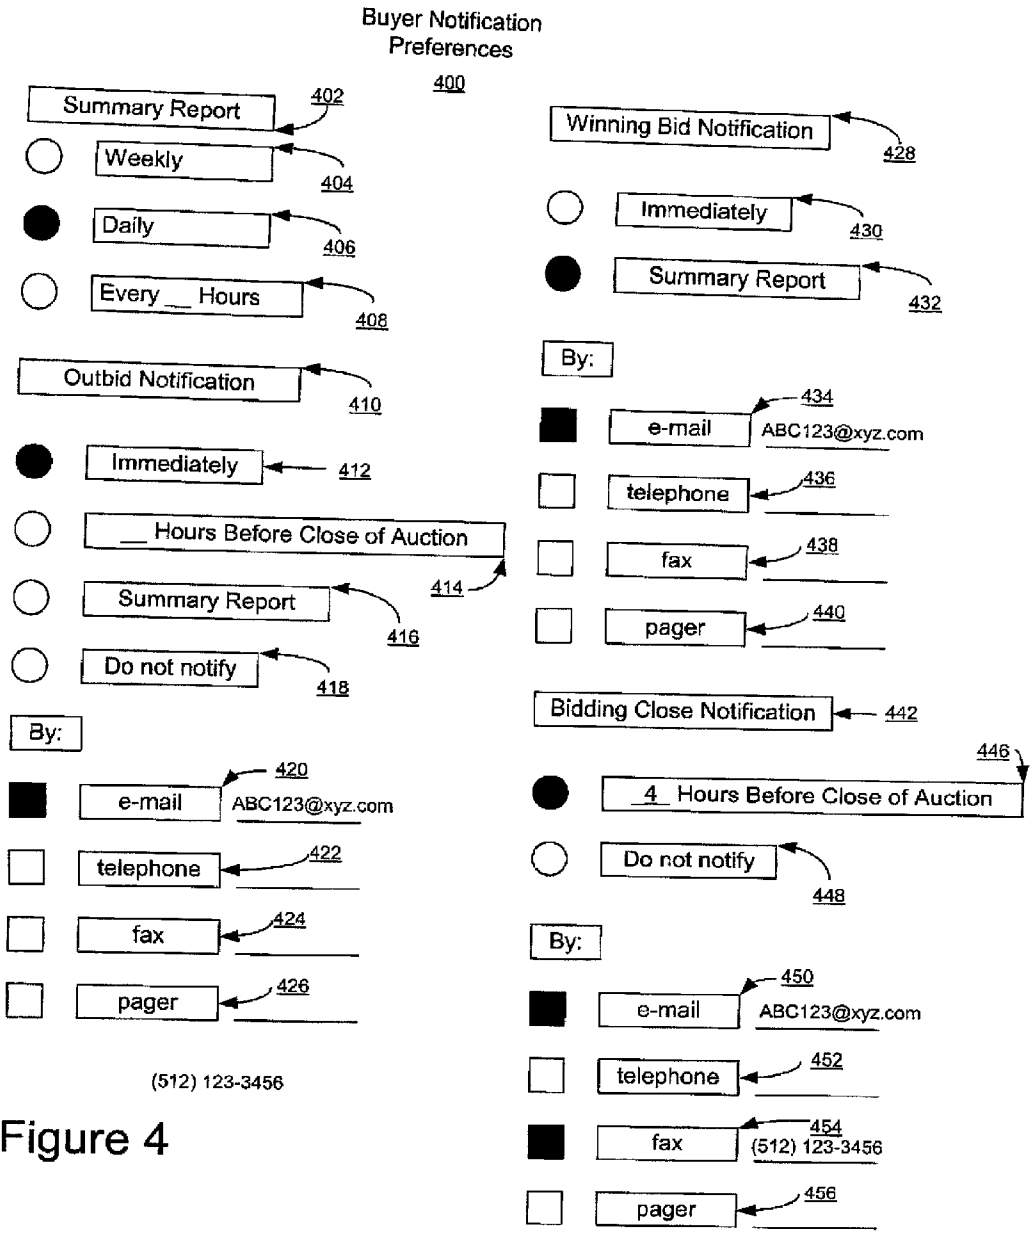 Buyer Notification
Preferences
400
Summary Report 402
Weekly 404
Daily 406
Every __ Hours 408
Outbid Notification 410
Immediately 412
__ Hours Before Close of Auction 414
Summary Report 416
Do not notify 418
By:
e-mail 420 ABC123@xyz.com
telephone 422
fax 424
pager 426
(512) 123-3456
Figure 4
Winning Bid Notification 428
Immediately 430
Summary Report 432
By:
e-mail 434 ABC123@xyz.com
telephone 436
fax 438
pager 440
Bidding Close Notification 442
446
4 Hours Before Close of Auction
Do not notify 448
By:
e-mail 450 ABC123@xyz.com
telephone 452
fax 454 (512) 123-3456
pager 456